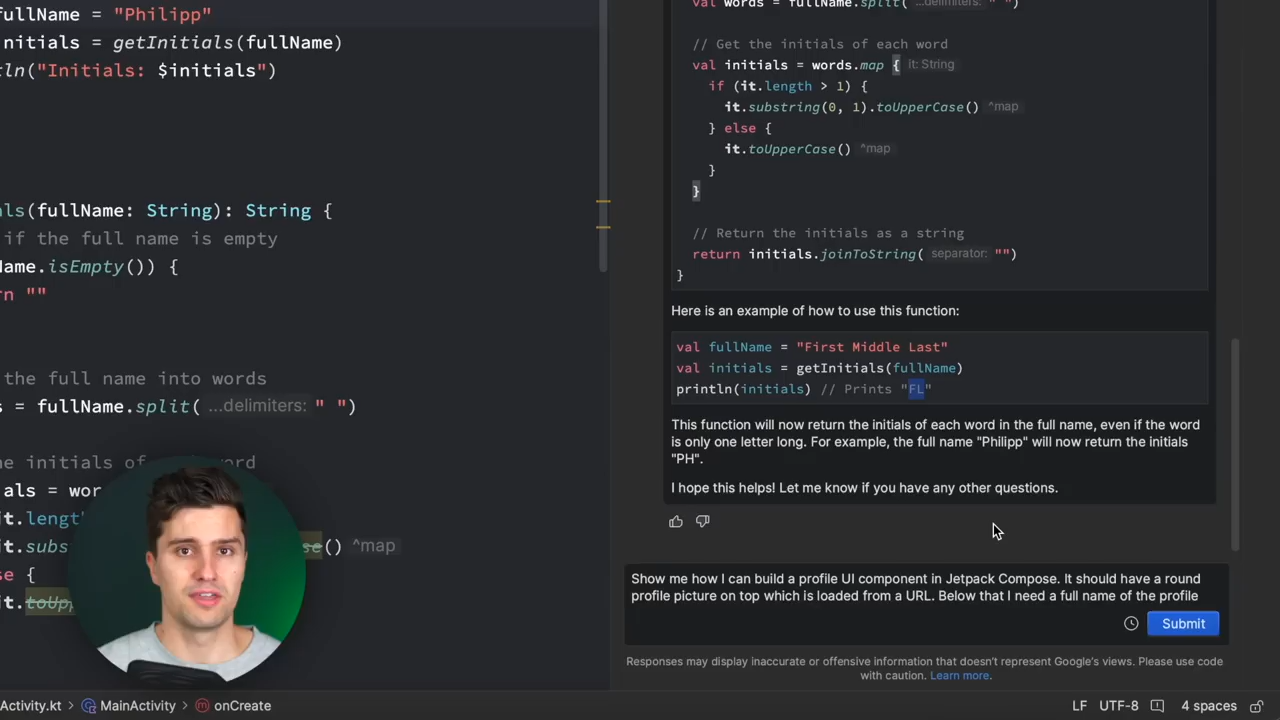 fullName = "Philipp"
nitials = getInitials(fullName)
ln("Initials: $initials")
ls(fullName: String): String {
if the full name is empty
ame.isEmpty()) {
rn ""
the full name into words
s = fullName.split( ...delimiters: " ")
he initials of each word
als = wor
it.length
it.subs se() ^map
se {
it.toUpp
val words = fullName.split( ...delimiters: " ")
// Get the initials of each word
val initials = words.map { It: String
if (it.length > 1) {
it.substring(0, 1).toUpperCase() ^map
} else {
it.toUpperCase() ^map
}
}
// Return the initials as a string
return initials.joinToString( separator: "")
}
Here is an example of how to use this function:
val fullName = "First Middle Last"
val initials = getInitials(fullName)
println(initials) // Prints "FL"
This function will now return the initials of each word in the full name, even if the word
is only one letter long. For example, the full name "Philipp" will now return the initials
"PH".
I hope this helps! Let me know if you have any other questions.
Show me how I can build a profile UI component in Jetpack Compose. It should have a round
profile picture on top which is loaded from a URL. Below that I need a full name of the profile
Submit
Responses may display inaccurate or offensive information that doesn't represent Google's views. Please use code
with caution. Learn more.
Activity.kt > MainActivity > onCreate
LF UTF-8 4 spaces